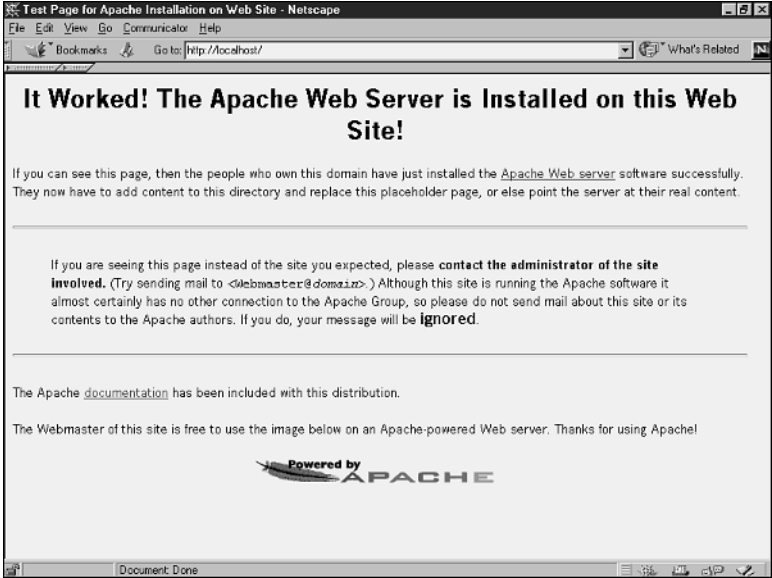 Test Page for Apache Installation on Web Site - Netscape
File Edit View Go Communicator Help
Bookmarks Go to: http://localhost/ What's Related N
It Worked! The Apache Web Server is Installed on this Web
Site!
If you can see this page, then the people who own this domain have just installed the Apache Web server software successfully.
They now have to add content to this directory and replace this placeholder page, or else point the server at their real content.
If you are seeing this page instead of the site you expected, please contact the administrator of the site
involved. (Try sending mail to <Webmaster@domain>.) Although this site is running the Apache software it
almost certainly has no other connection to the Apache Group, so please do not send mail about this site or its
contents to the Apache authors. If you do, your message will be ignored.
The Apache documentation has been included with this distribution.
The Webmaster of this site is free to use the image below on an Apache-powered Web server. Thanks for using Apache!
Powered by
APACHE
Document: Done